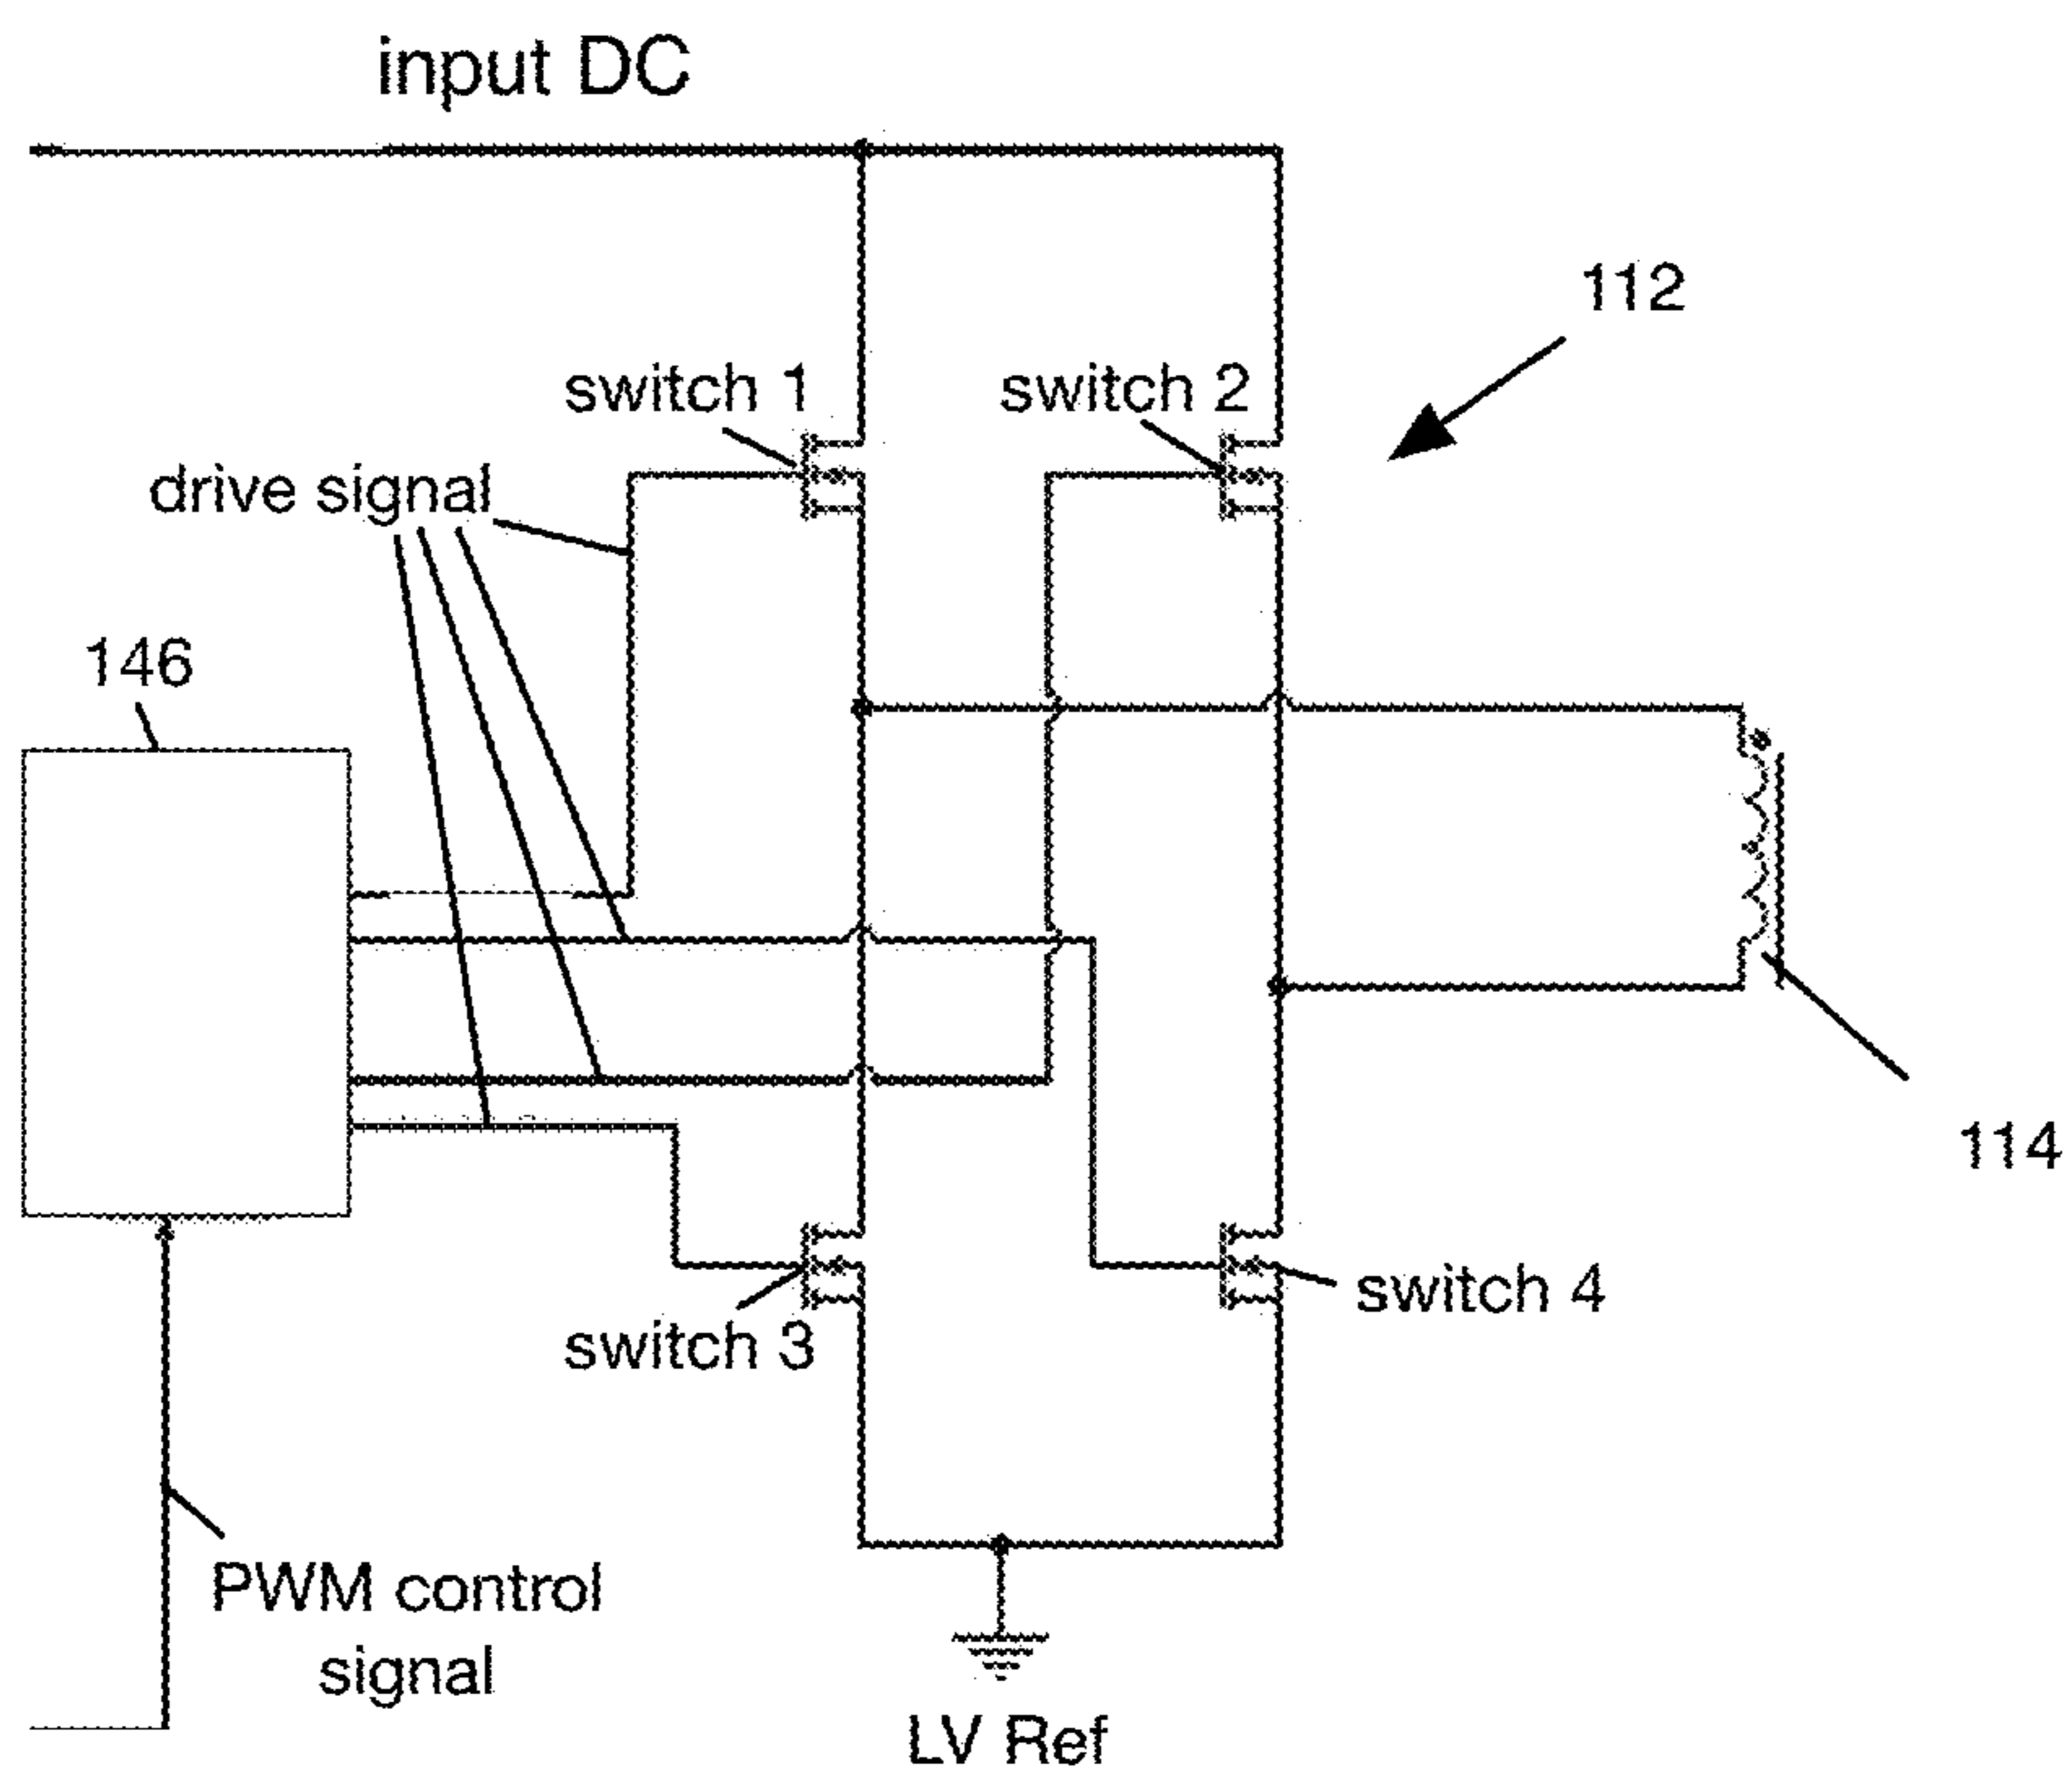 input DC
112
switch 1
switch 2
drive signal
146
114
switch 4
switch 3
PWM control
signal
LV Ref